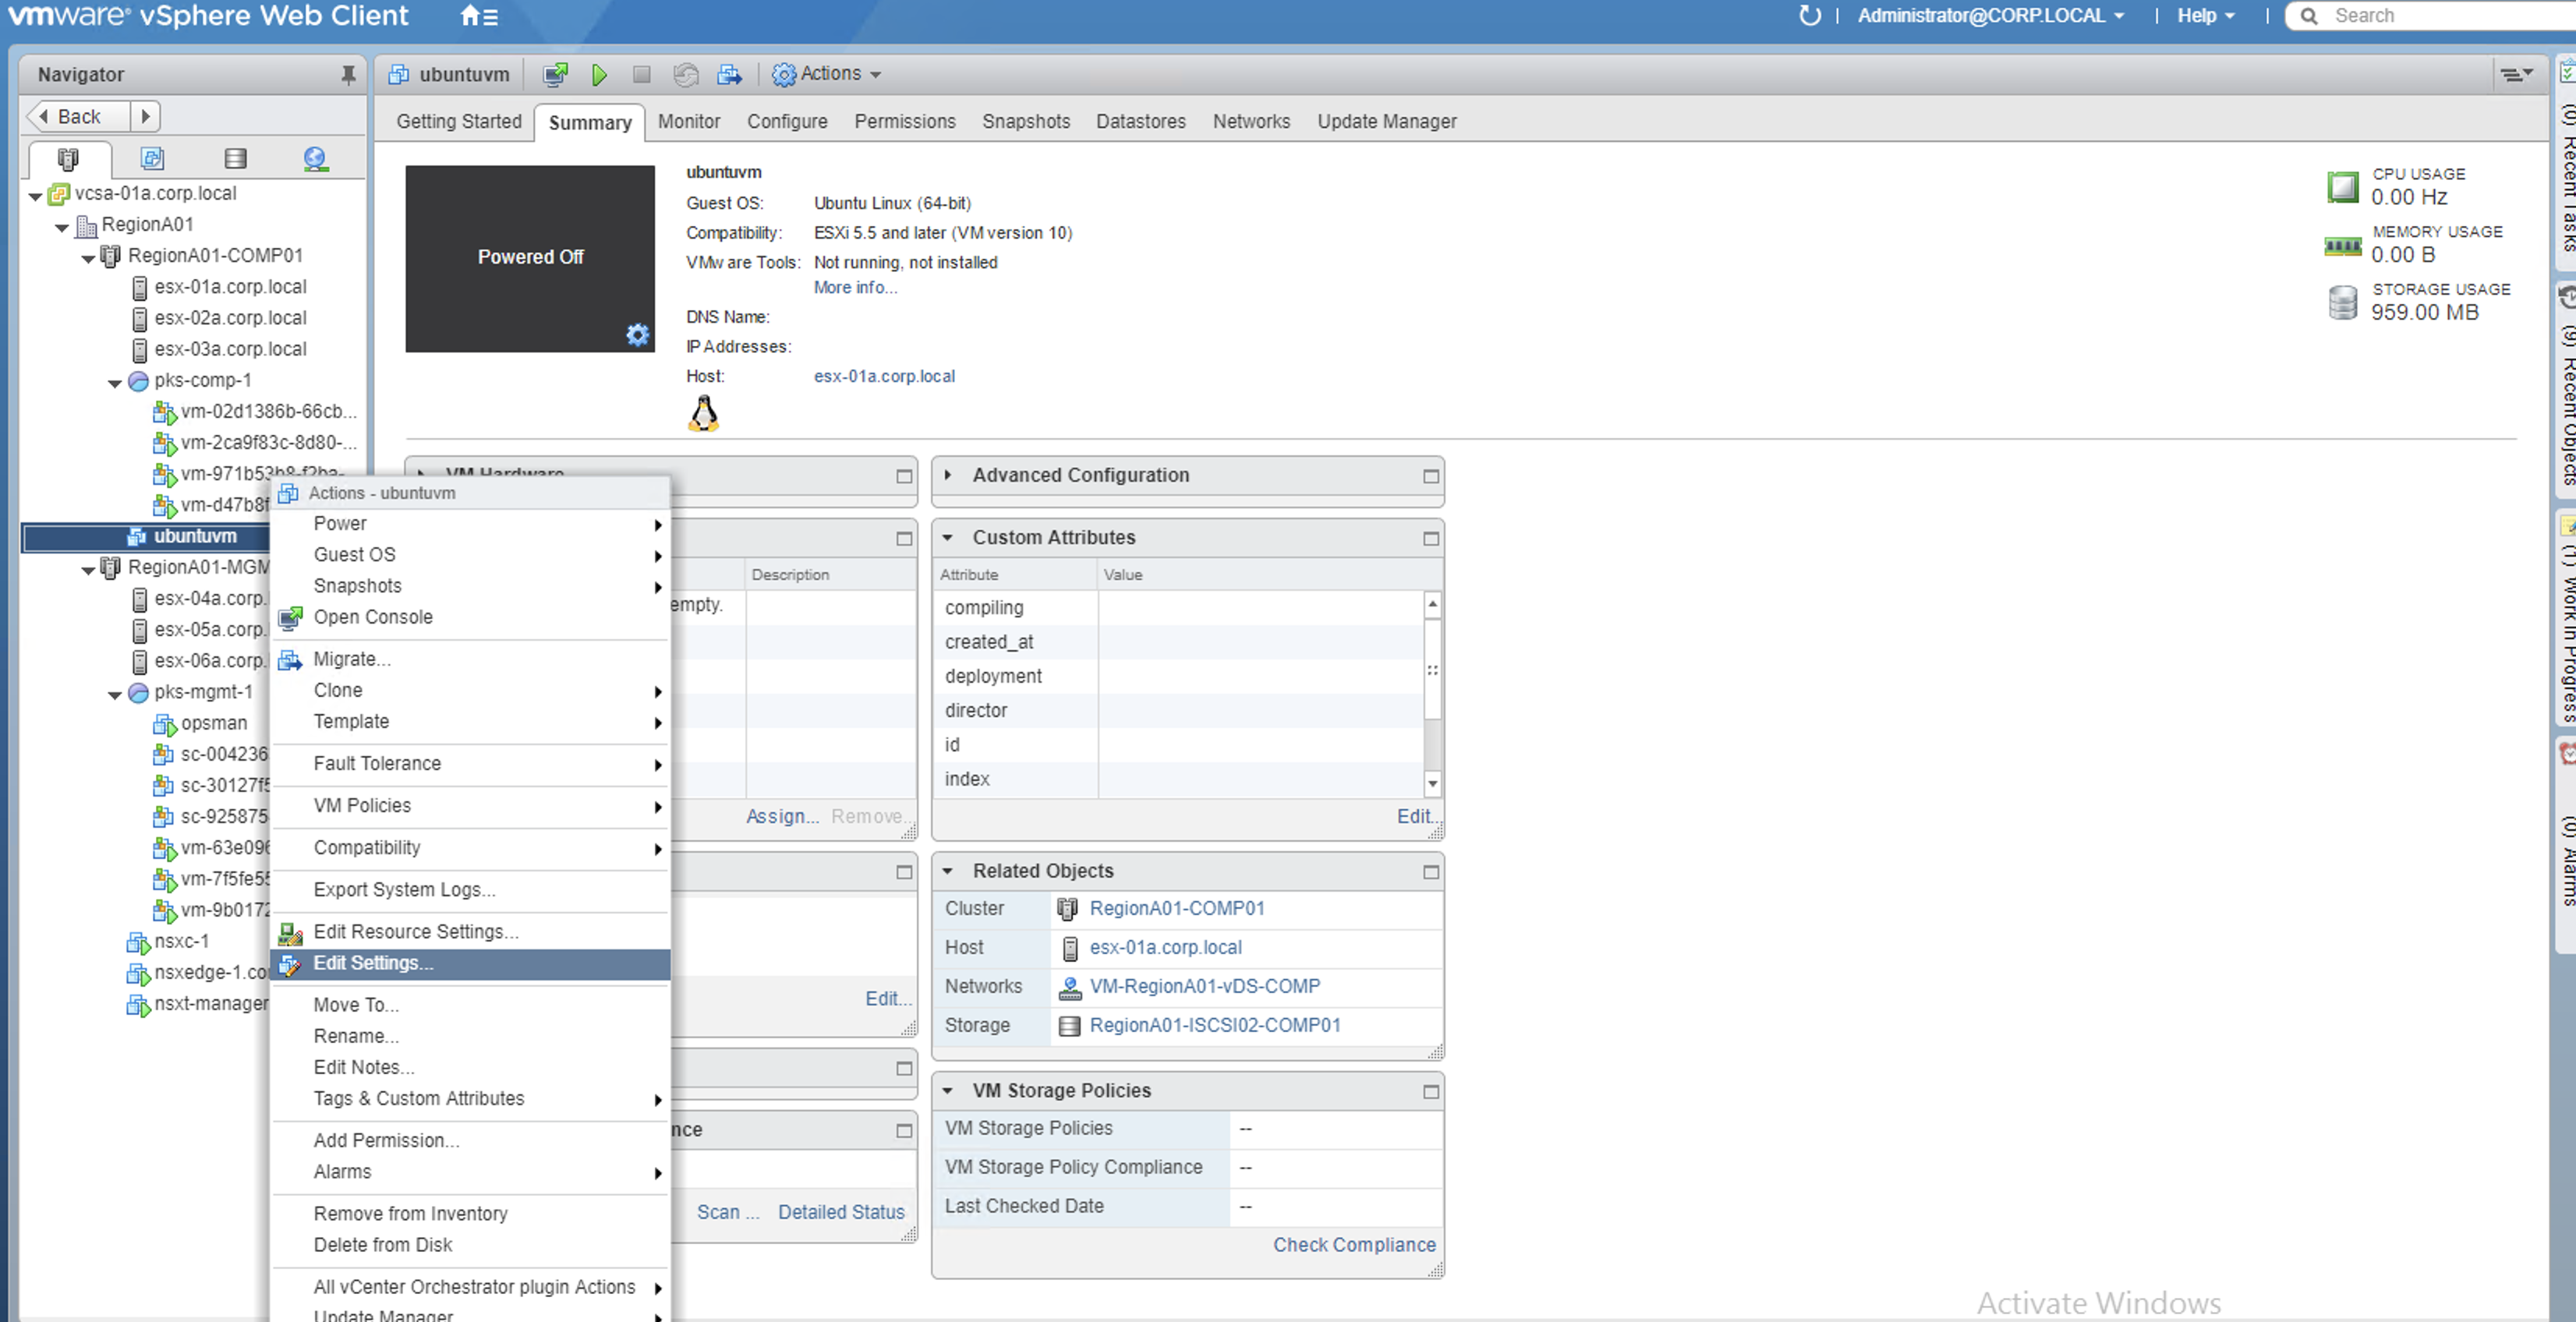 vmware® vSphere Web Client
Administrator@CORP.LOCAL | Help | Search
Navigator
Back
vcsa-01a.corp.local
RegionA01
RegionA01-COMP01
esx-01a.corp.local
esx-02a.corp.local
esx-03a.corp.local
pks-comp-1
vm-02d1386b-66cb...
vm-2ca9f83c-8d80-...
vm-971b53b8-f2ba-
vm-d47b8f
ubuntuvm
RegionA01-MGM
esx-04a.corp.
esx-05a.corp.
esx-06a.corp.
pks-mgmt-1
opsman
sc-004236
sc-30127f5
sc-925875
vm-63e096
vm-7f5fe55
vm-9b0172
nsxc-1
nsxedge-1.co
nsxt-manager
Actions - ubuntuvm
Power
Guest OS
Snapshots
Open Console
Migrate...
Clone
Template
Fault Tolerance
VM Policies
Compatibility
Export System Logs...
Edit Resource Settings...
Edit Settings...
Move To...
Rename...
Edit Notes...
Tags & Custom Attributes
Add Permission...
Alarms
Remove from Inventory
Delete from Disk
All vCenter Orchestrator plugin Actions
Update Manager
ubuntuvm
Actions
Getting Started Summary Monitor Configure Permissions Snapshots Datastores Networks Update Manager
Powered Off
ubuntuvm
Guest OS: Ubuntu Linux (64-bit)
Compatibility: ESXi 5.5 and later (VM version 10)
VMware Tools: Not running, not installed
More info...
DNS Name:
IP Addresses:
Host: esx-01a.corp.local
CPU USAGE
0.00 Hz
MEMORY USAGE
0.00 B
STORAGE USAGE
959.00 MB
VM Hardware
Description
empty.
Assign... Remove...
Edit...
nce
Scan ... Detailed Status
Advanced Configuration
Custom Attributes
Attribute Value
compiling
created_at
deployment
director
id
index
Edit...
Related Objects
Cluster RegionA01-COMP01
Host esx-01a.corp.local
Networks VM-RegionA01-vDS-COMP
Storage RegionA01-ISCSI02-COMP01
VM Storage Policies
VM Storage Policies --
VM Storage Policy Compliance --
Last Checked Date --
Check Compliance
(0) Recent Tasks
(9) Recent Objects
(1) Work In Progress
(0) Alarms
Activate Windows